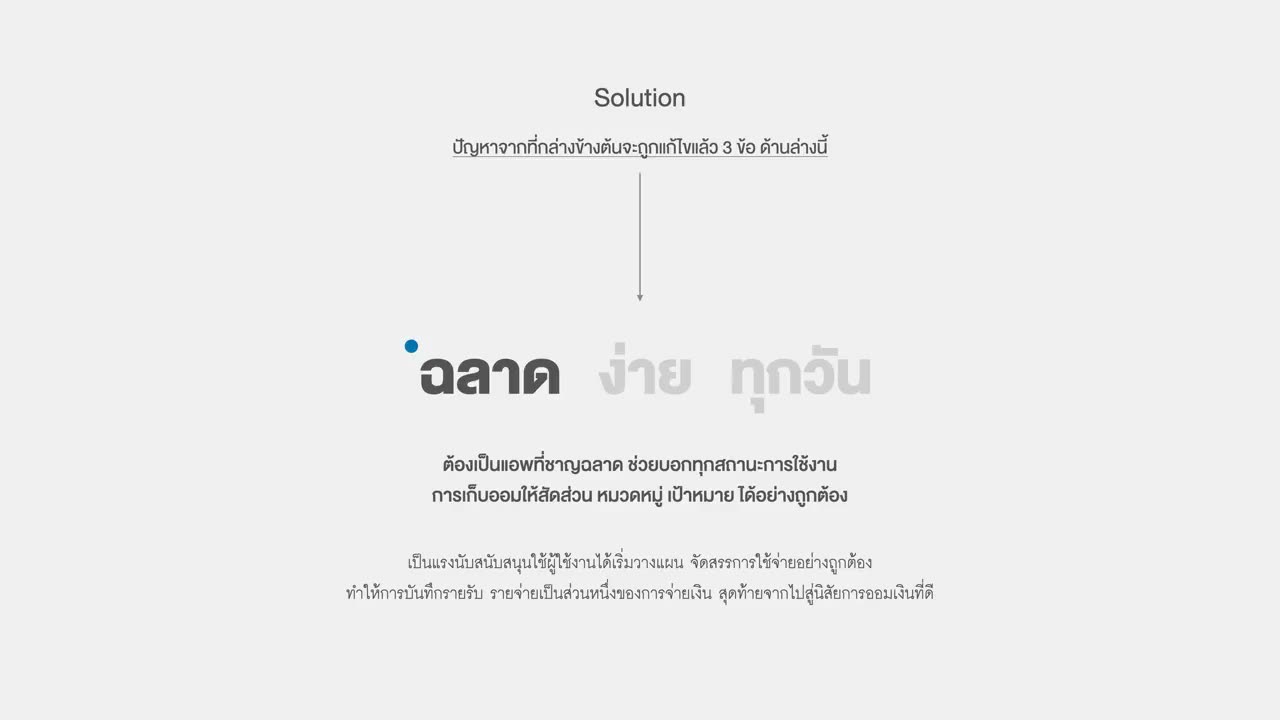 Solution
ปัญหาจากที่กล่างข้างต้นจะถูกแก้ไขแล้ว 3 ข้อ ด้านล่างนี้
ฉลาด ง่าย ทุกวัน
ต้องเป็นแอพที่ชาญฉลาด ช่วยบอกทุกสถานะการใช้งาน
การเก็บออมให้สัดส่วน หมวดหมู่ เป้าหมาย ได้อย่างถูกต้อง
เป็นแรงนับสนับสนุนใช้ผู้ใช้งานได้เริ่มวางแผน จัดสรรการใช้จ่ายอย่างถูกต้อง
ทำให้การบันทึกรายรับ รายจ่ายเป็นส่วนหนึ่งของการจ่ายเงิน สุดท้ายจากไปสู่นิสัยการออมเงินที่ดี